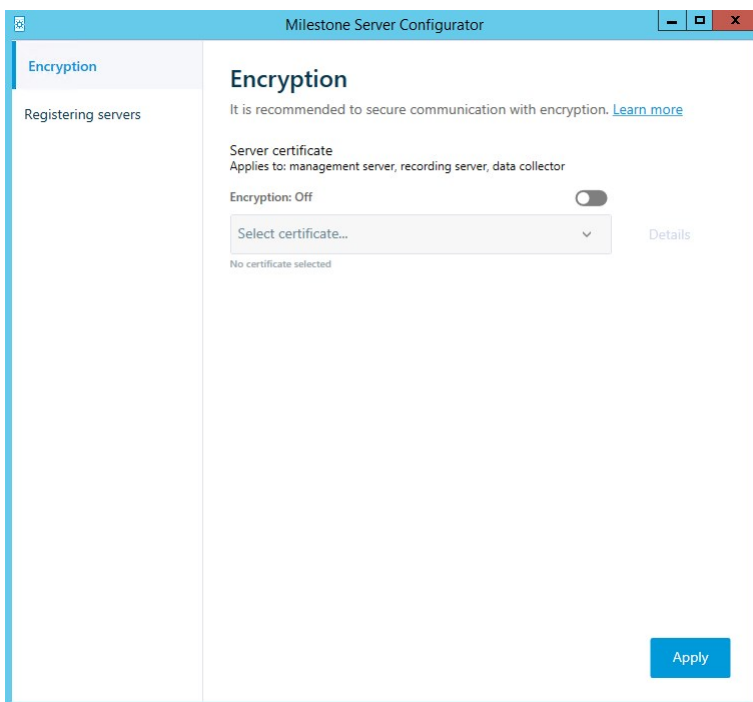 Milestone Server Configurator
Encryption
Registering servers
Encryption
It is recommended to secure communication with encryption. Learn more
Server certificate
Applies to: management server, recording server, data collector
Encryption: Off
Select certificate...
Details
No certificate selected
Apply